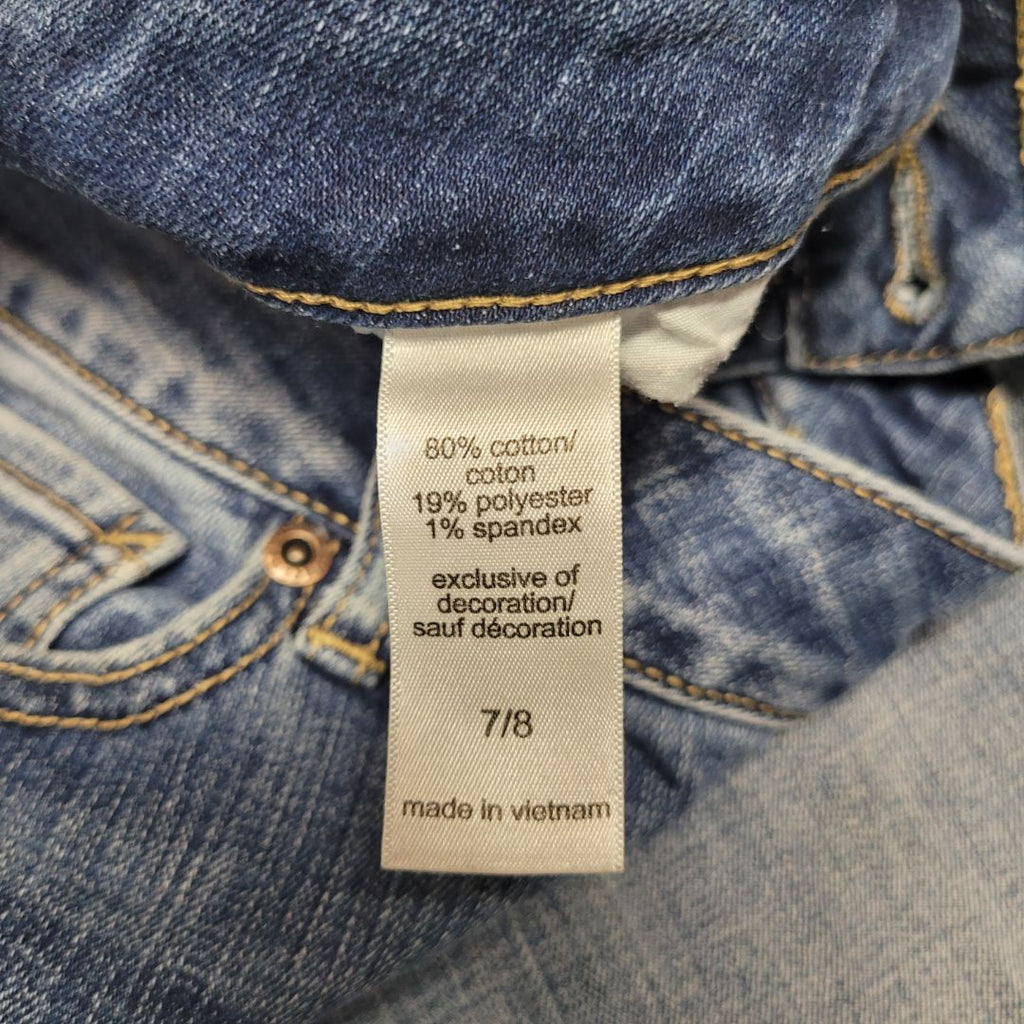 80% cotton/
coton
19% polyester
1% spandex
exclusive of
decoration/
sauf décoration
7/8
made in vietnam